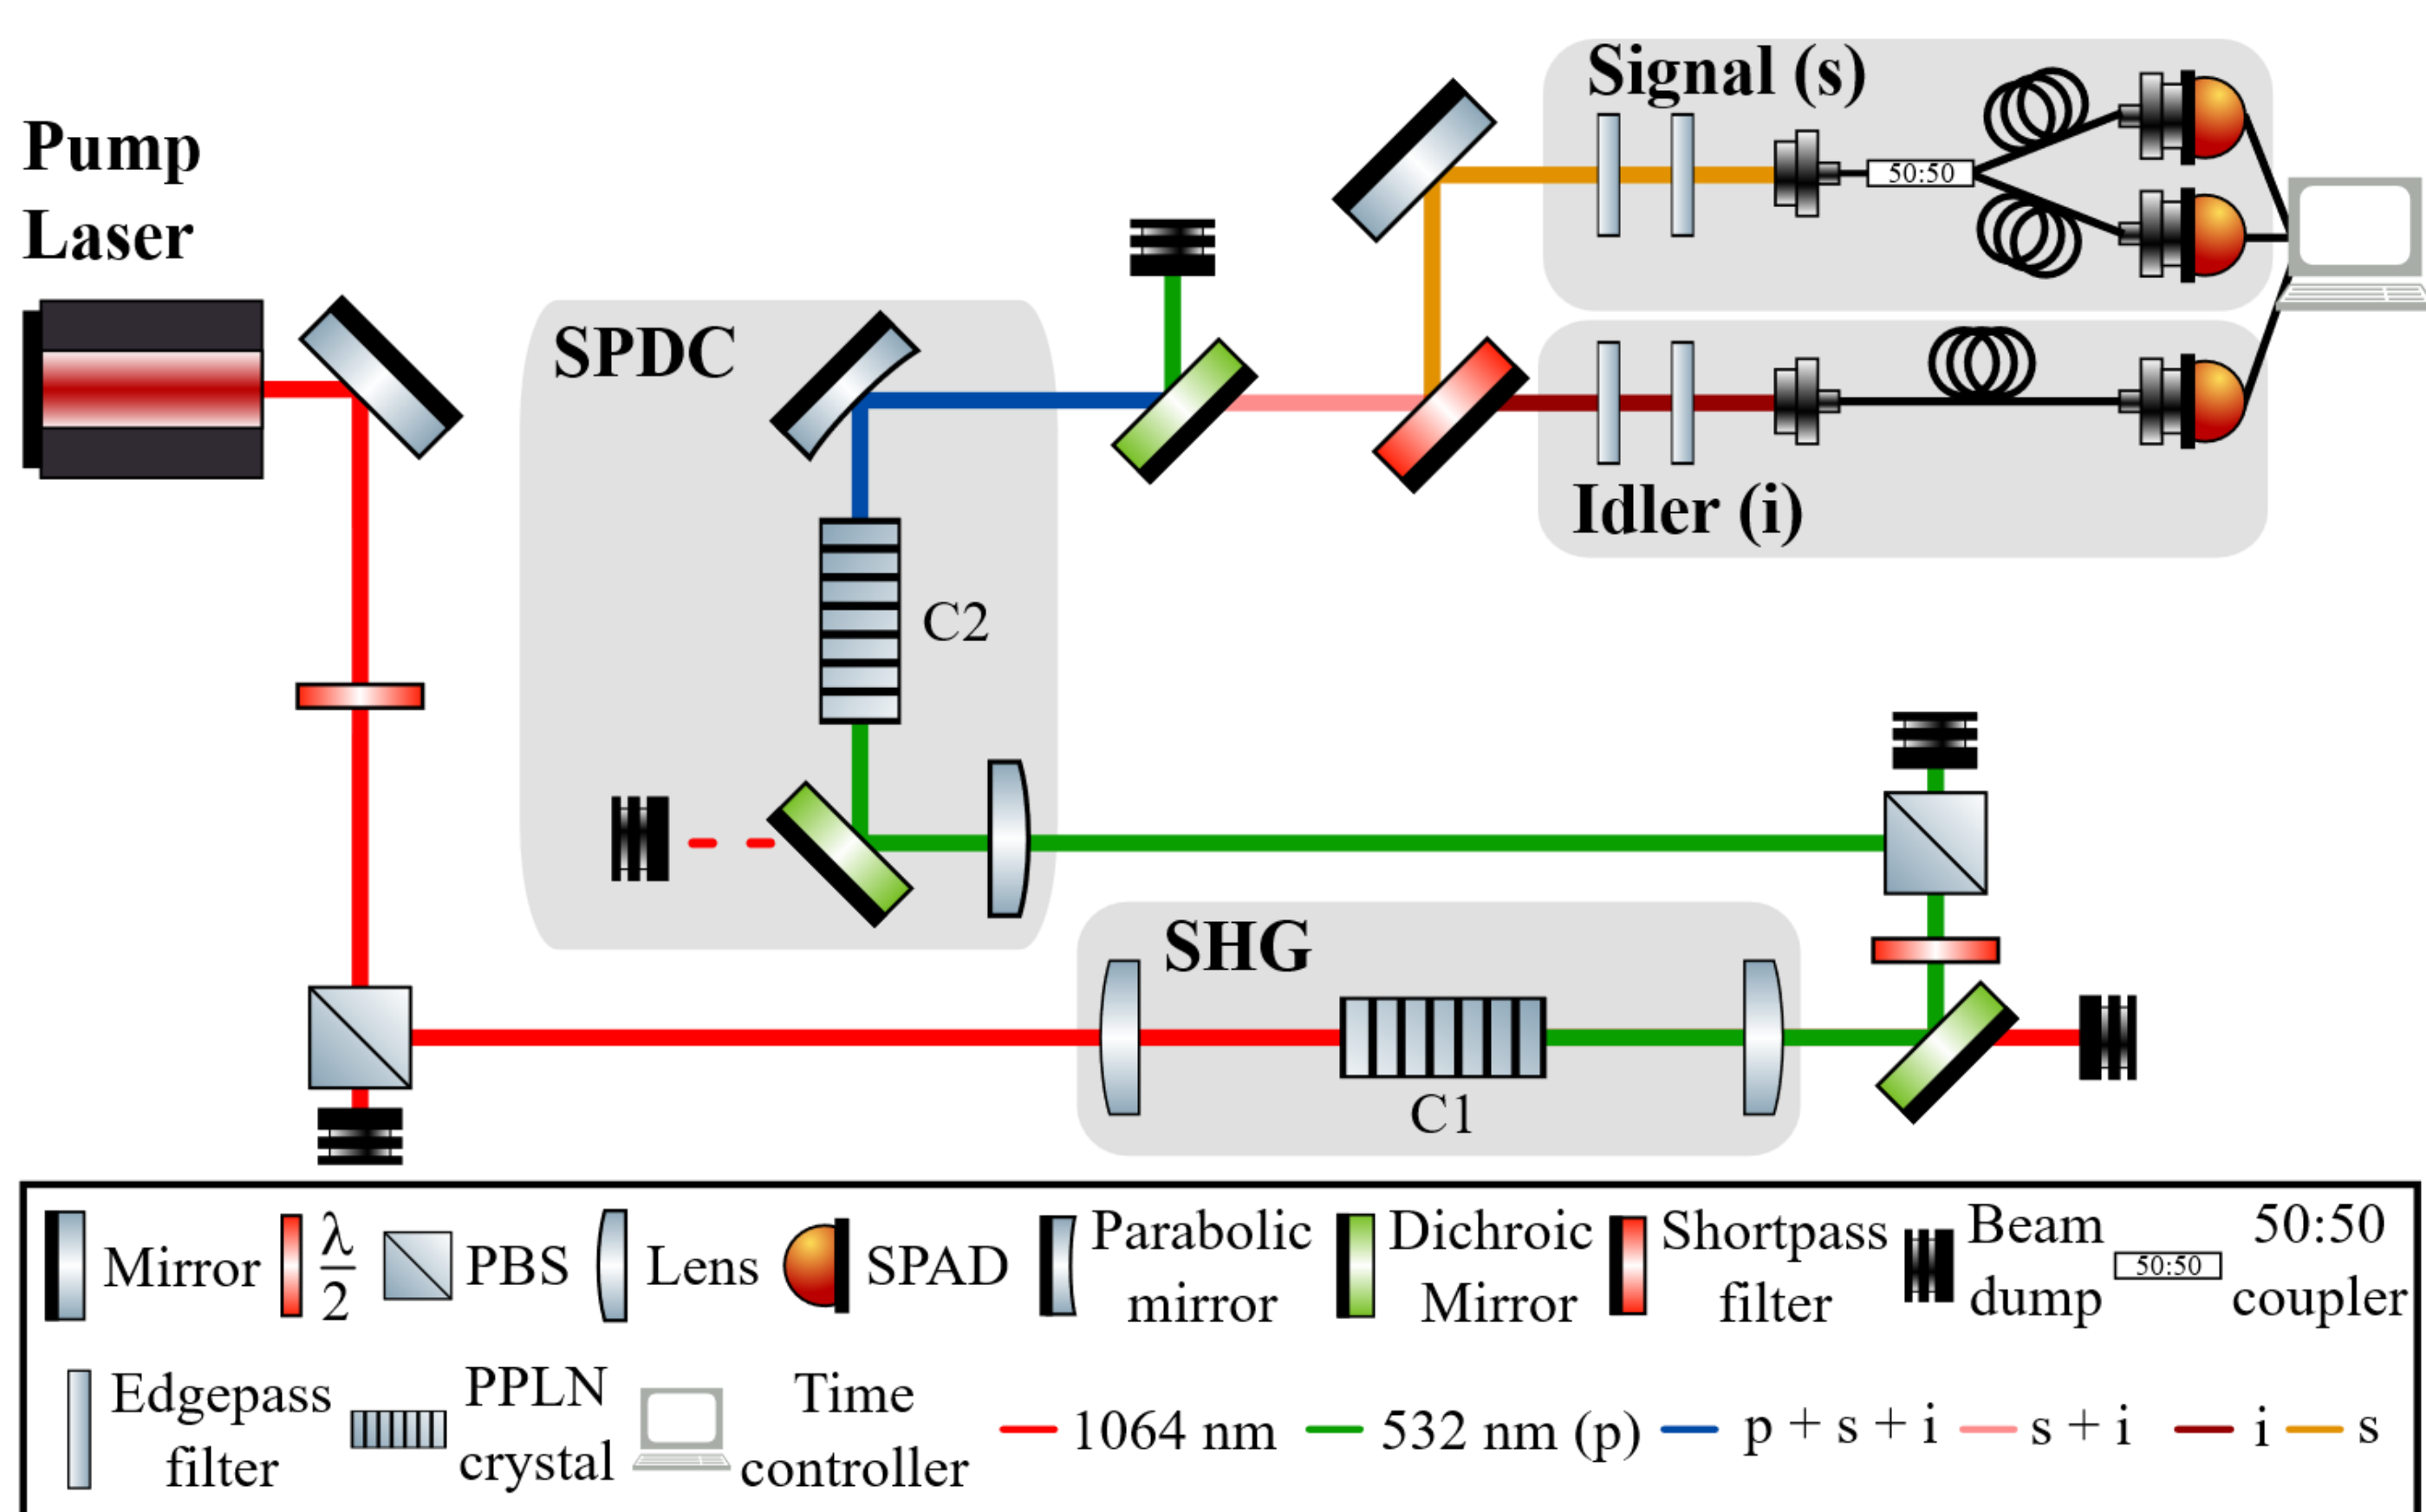 Pump
Laser
Signal (s)
50:50
SPDC
Idler (i)
C2
SHG
C1
Mirror
λ
2
PBS
Lens
SPAD
Parabolic
mirror
Dichroic
Mirror
Shortpass
filter
Beam
dump
50:50
50:50
coupler
Edgepass
filter
PPLN
crystal
Time
controller
1064 nm
532 nm (p)
p + s + i
s + i
i
s